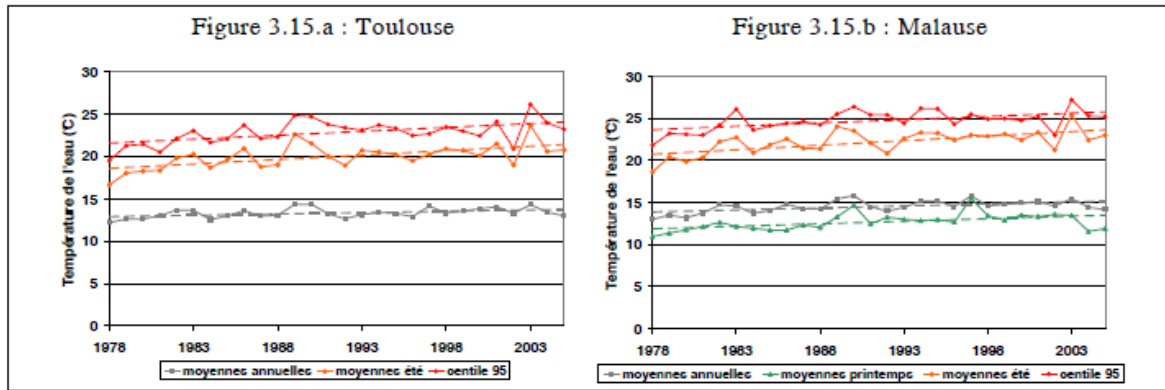 Figure 3.15.a : Toulouse
Température de l'eau (°C)
30
25
20
15
10
5
0
1978 1983 1988 1993 1998 2003
moyennes annuelles moyennes été centile 95
Figure 3.15.b : Malause
Température de l'eau (°C)
30
25
20
15
10
5
0
1978 1983 1988 1993 1998 2003
moyennes annuelles moyennes printemps moyennes été centile 95